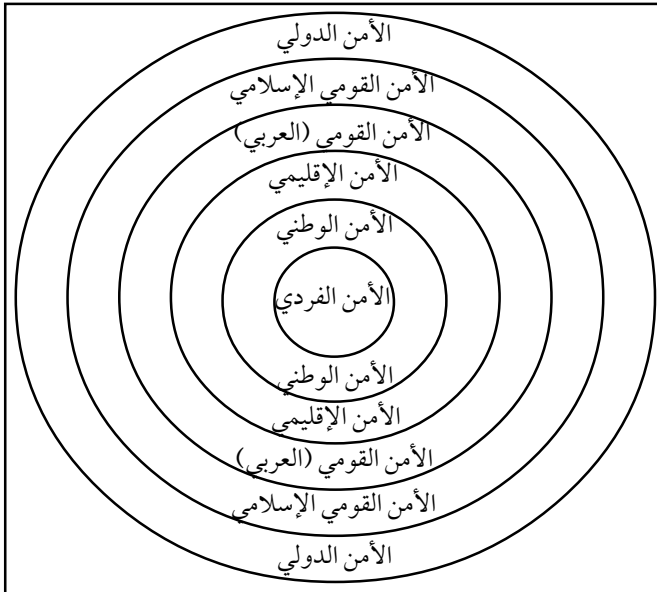 الأمن الدولي
الأمن القومي الإسلامي
الأمن القومي (العربي)
الأمن الإقليمي
الأمن الوطني
الأمن الفردي
الأمن الوطني
الأمن الإقليمي
الأمن القومي (العربي)
الأمن القومي الإسلامي
الأمن الدولي